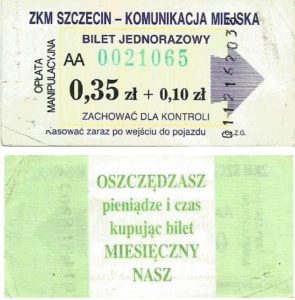 ZKM SZCZECIN – KOMUNIKACJA MIEJSKA
BILET JEDNORAZOWY
OPŁATA
MANIPULACYJNA
AA 0021065
0,35 zł + 0,10 zł
ZACHOWAĆ DLA KONTROLI
Kasować zaraz po wejściu do pojazdu
OSZCZĘDZASZ
pieniądze i czas
kupując bilet
MIESIĘCZNY
NASZ